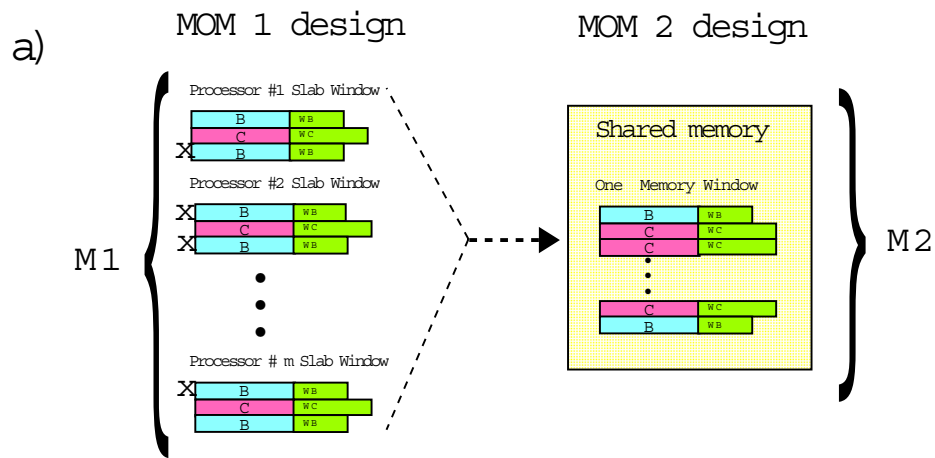 a)
MOM 1 design
MOM 2 design
Processor #1 Slab Window
B WB
C WC
X B WB
Processor #2 Slab Window
X B WB
C WC
X B WB
Processor # m Slab Window
X B WB
C WC
B WB
M1
Shared memory
One Memory Window
B WB
C WC
C WC
C WC
B WB
M2